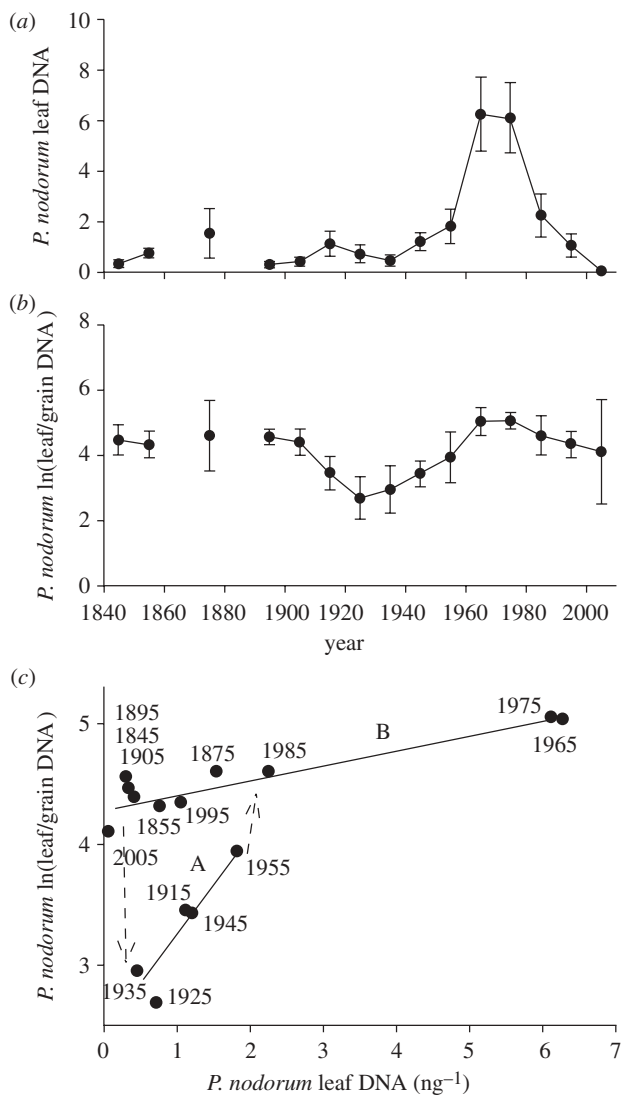 (a)
10
8
6
4
2
0
P. nodorum leaf DNA
(b)
8
6
4
2
0
P. nodorum ln(leaf/grain DNA)
1840 1860 1880 1900 1920 1940 1960 1980 2000
year
(c)
5
4
3
P. nodorum ln(leaf/grain DNA)
1895
1845
1905
1875
1985
B
1975
1965
1855
1995
2005
A
1955
1915
1945
1935
1925
0 1 2 3 4 5 6 7
P. nodorum leaf DNA (ng⁻¹)